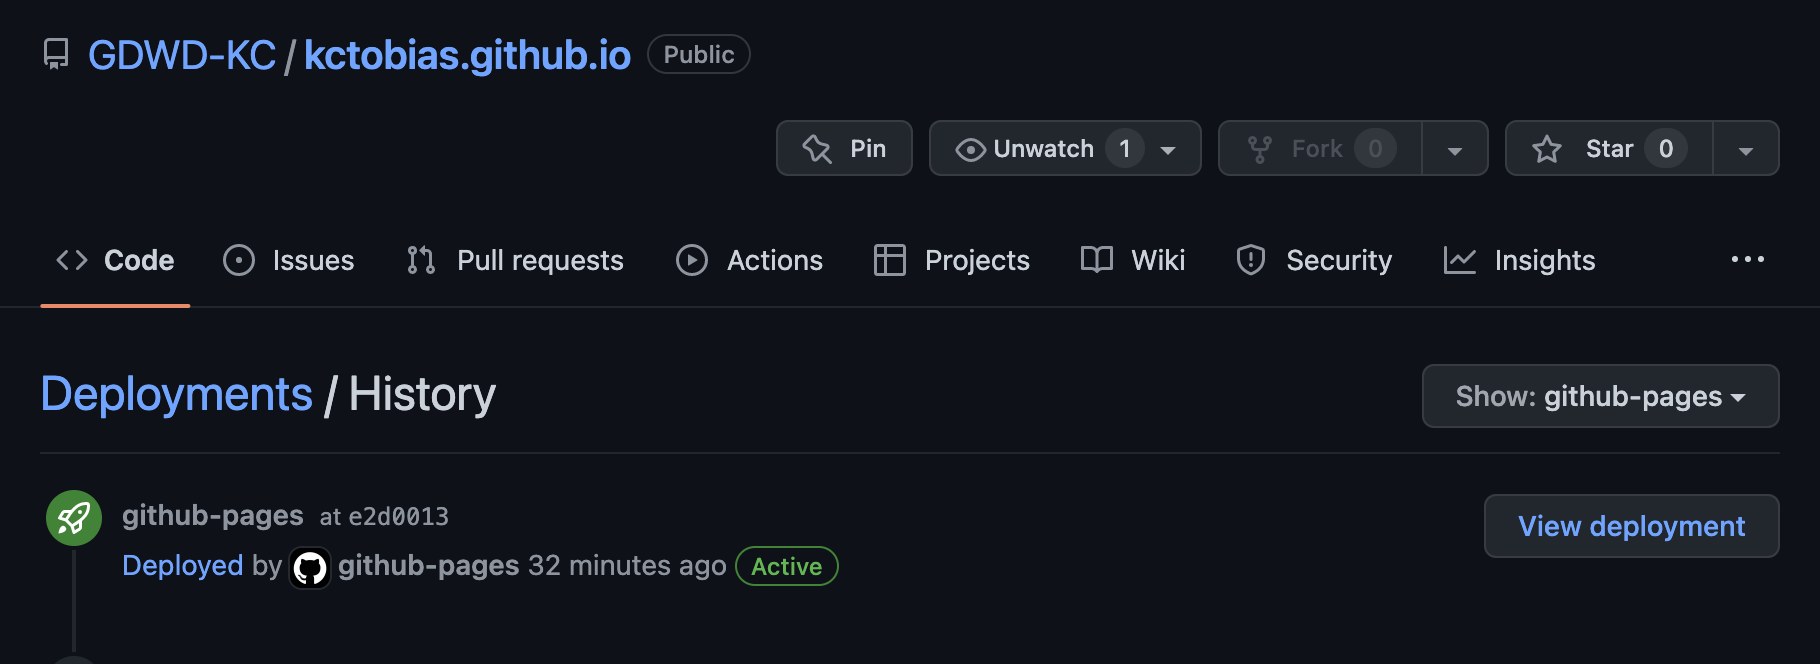 GDWD-KC / kctobias.github.io Public
Pin Unwatch 1 Fork 0 Star 0
Code Issues Pull requests Actions Projects Wiki Security Insights
Deployments / History Show: github-pages
github-pages at e2d0013 View deployment
Deployed by github-pages 32 minutes ago Active